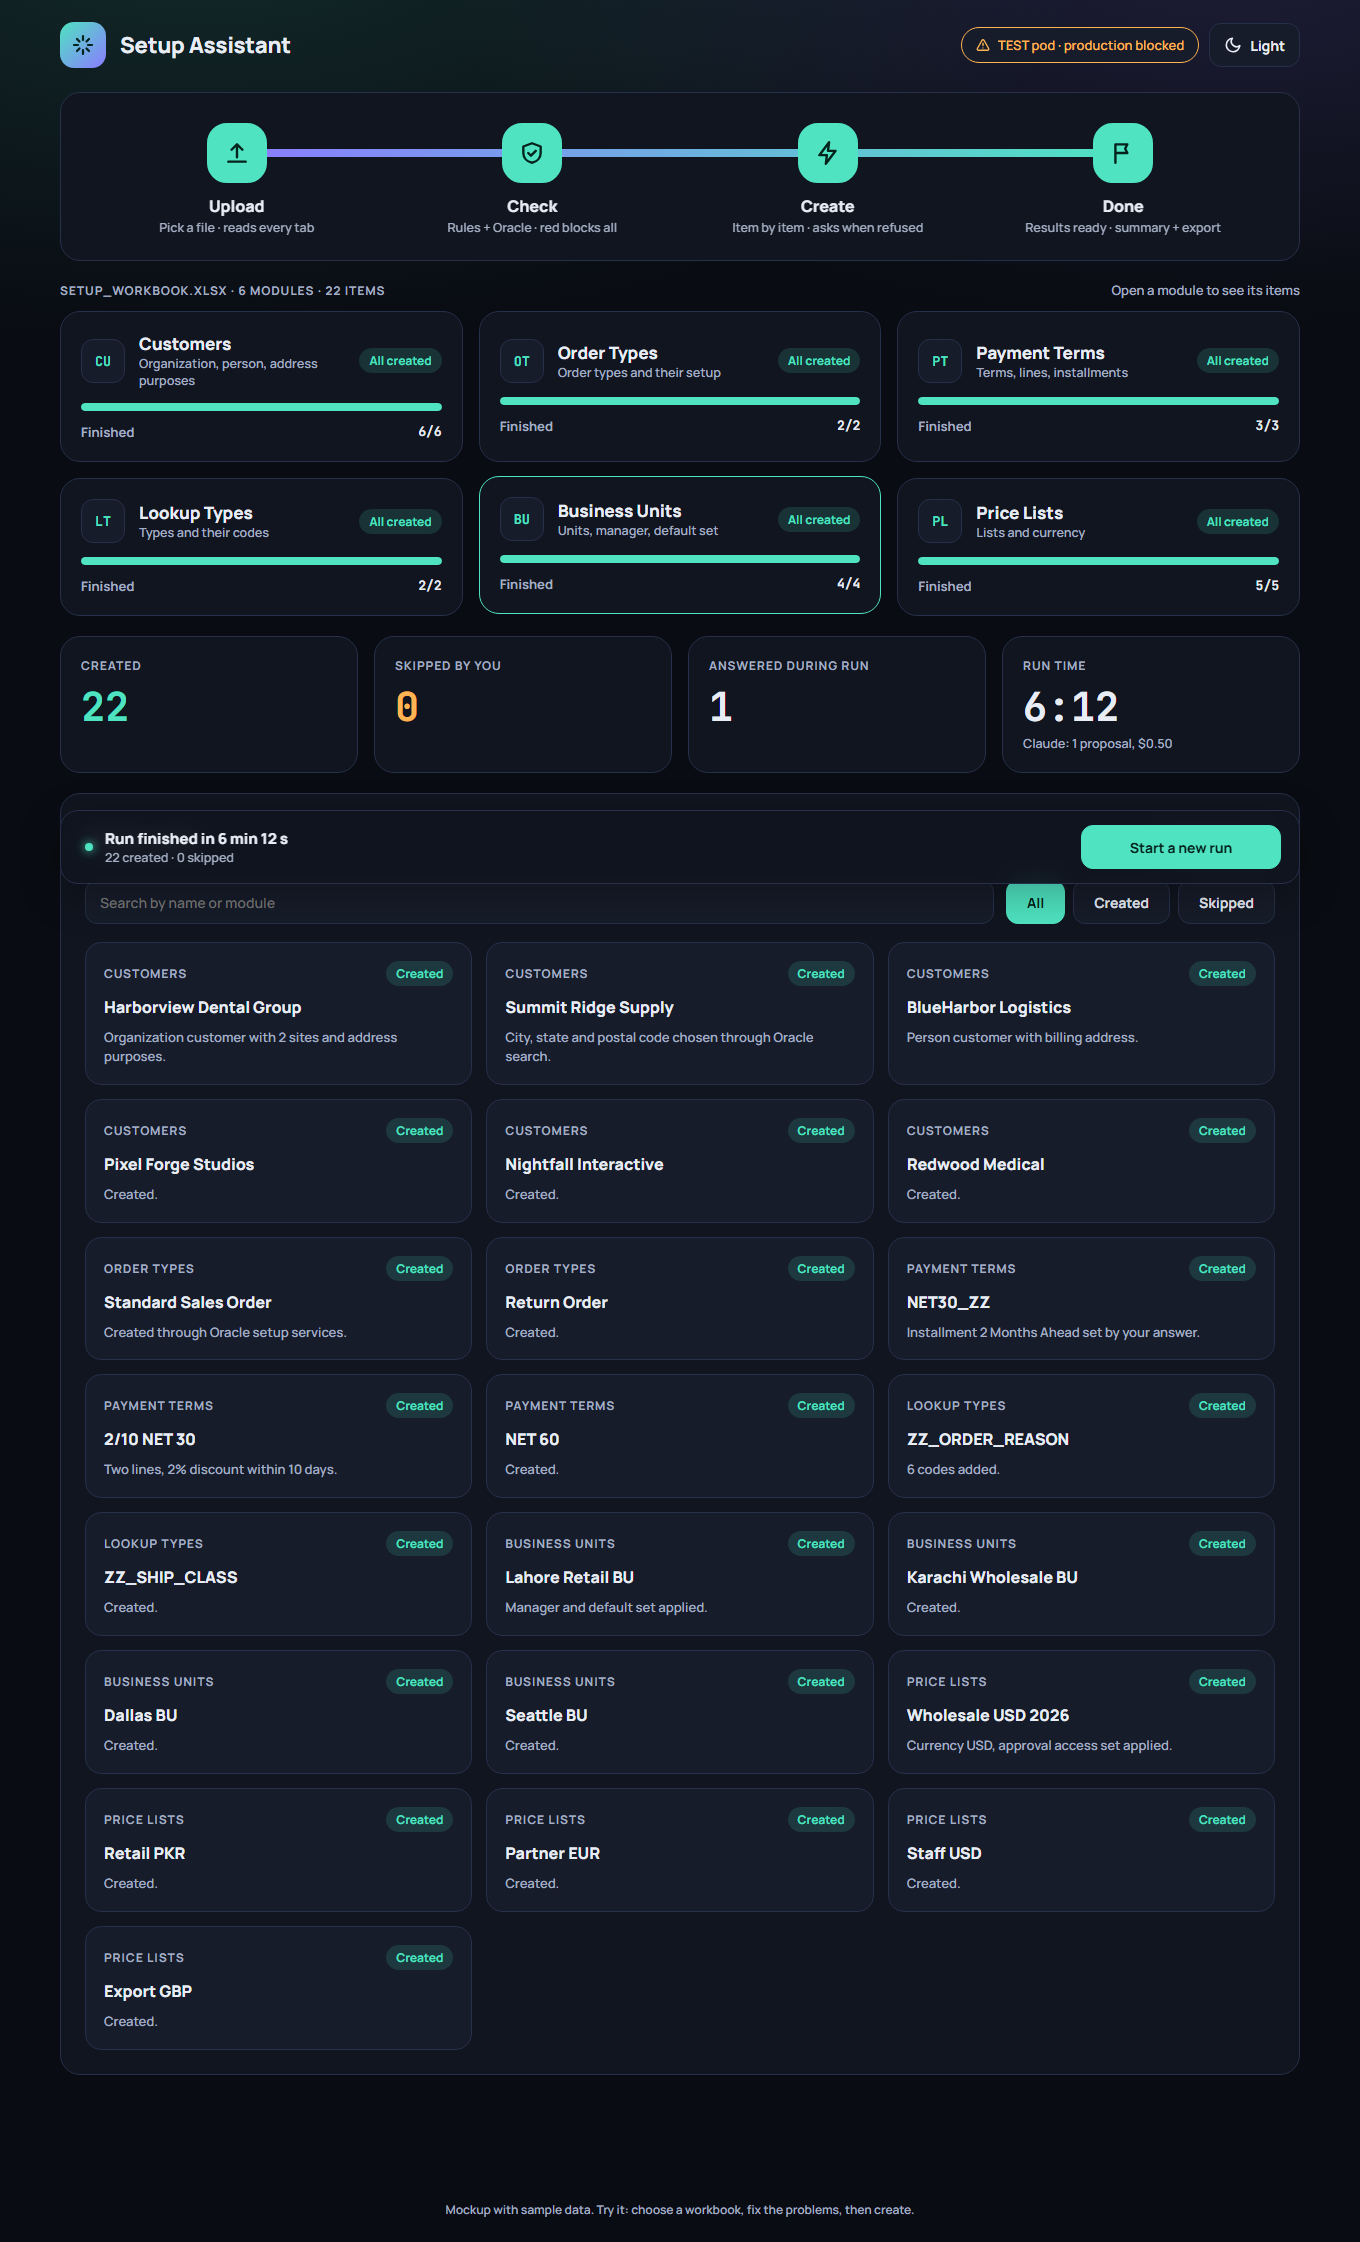 Setup Assistant
TEST pod · production blocked
Light
Upload
Pick a file · reads every tab
Check
Rules + Oracle · red blocks all
Create
Item by item · asks when refused
Done
Results ready · summary + export
SETUP_WORKBOOK.XLSX · 6 MODULES · 22 ITEMS
Open a module to see its items
CU
Customers
Organization, person, address
purposes
All created
Finished
6/6
OT
Order Types
Order types and their setup
All created
Finished
2/2
PT
Payment Terms
Terms, lines, installments
All created
Finished
3/3
LT
Lookup Types
Types and their codes
All created
Finished
2/2
BU
Business Units
Units, manager, default set
All created
Finished
4/4
PL
Price Lists
Lists and currency
All created
Finished
5/5
CREATED
22
SKIPPED BY YOU
0
ANSWERED DURING RUN
1
RUN TIME
6:12
Claude: 1 proposal, $0.50
Run finished in 6 min 12 s
22 created · 0 skipped
Start a new run
Search by name or module
All
Created
Skipped
CUSTOMERS
Created
Harborview Dental Group
Organization customer with 2 sites and address
purposes.
CUSTOMERS
Created
Summit Ridge Supply
City, state and postal code chosen through Oracle
search.
CUSTOMERS
Created
BlueHarbor Logistics
Person customer with billing address.
CUSTOMERS
Created
Pixel Forge Studios
Created.
CUSTOMERS
Created
Nightfall Interactive
Created.
CUSTOMERS
Created
Redwood Medical
Created.
ORDER TYPES
Created
Standard Sales Order
Created through Oracle setup services.
ORDER TYPES
Created
Return Order
Created.
PAYMENT TERMS
Created
NET30_ZZ
Installment 2 Months Ahead set by your answer.
PAYMENT TERMS
Created
2/10 NET 30
Two lines, 2% discount within 10 days.
PAYMENT TERMS
Created
NET 60
Created.
LOOKUP TYPES
Created
ZZ_ORDER_REASON
6 codes added.
LOOKUP TYPES
Created
ZZ_SHIP_CLASS
Created.
BUSINESS UNITS
Created
Lahore Retail BU
Manager and default set applied.
BUSINESS UNITS
Created
Karachi Wholesale BU
Created.
BUSINESS UNITS
Created
Dallas BU
Created.
BUSINESS UNITS
Created
Seattle BU
Created.
PRICE LISTS
Created
Wholesale USD 2026
Currency USD, approval access set applied.
PRICE LISTS
Created
Retail PKR
Created.
PRICE LISTS
Created
Partner EUR
Created.
PRICE LISTS
Created
Staff USD
Created.
PRICE LISTS
Created
Export GBP
Created.
Mockup with sample data. Try it: choose a workbook, fix the problems, then create.